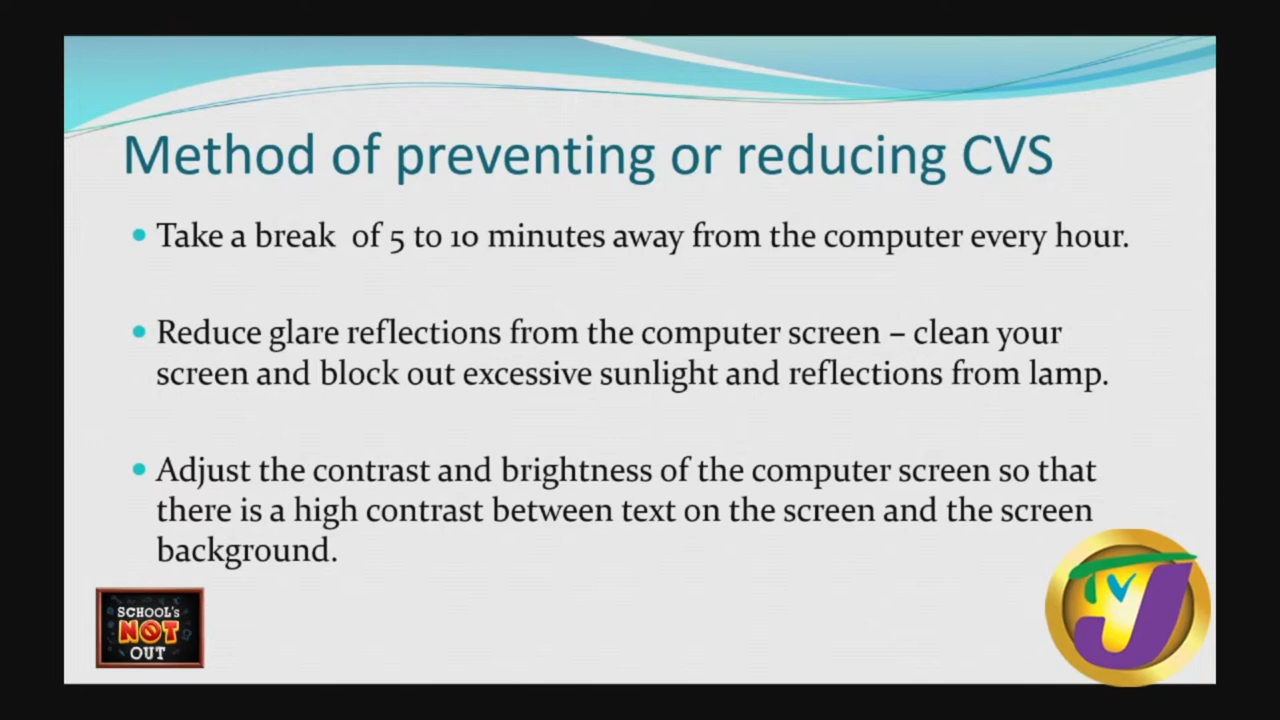 Method of preventing or reducing CVS
Take a break of 5 to 10 minutes away from the computer every hour.
Reduce glare reflections from the computer screen – clean your
screen and block out excessive sunlight and reflections from lamp.
Adjust the contrast and brightness of the computer screen so that
there is a high contrast between text on the screen and the screen
background.
SCHOOL's
NOT
OUT
TVJ